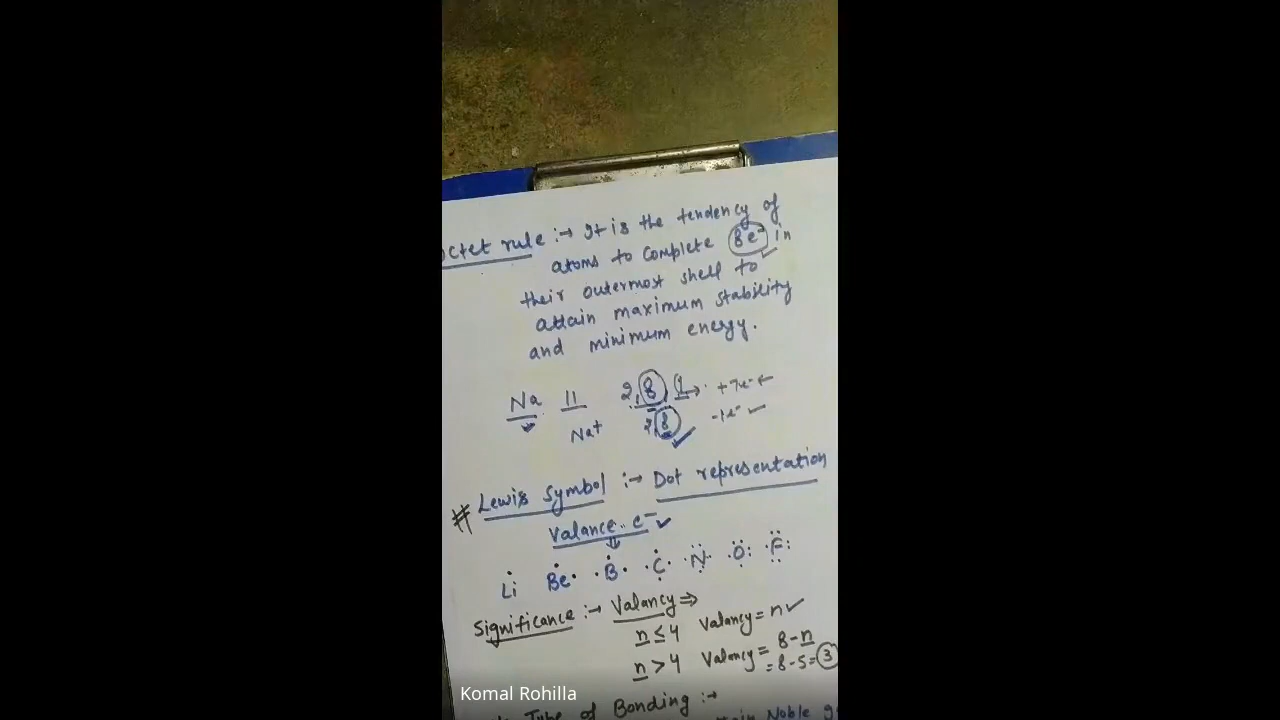 octet rule :→ It is the tendency of
atoms to complete 8e⁻ in
their outermost shell to
attain maximum stability
and minimum energy.
Na 11 2,8,1 → +7e⁻ ←
Na⁺ 2,8 -1e⁻ ✓
# Lewis symbol :→ Dot representation
Valance e⁻ ✓
Li Be B C N O F
Significance :→ Valancy ⇒
n ≤ 4 Valancy = n ✓
n > 4 Valancy = 8-n
= 8-5 = 3
Type of Bonding :→
Noble
Komal Rohilla